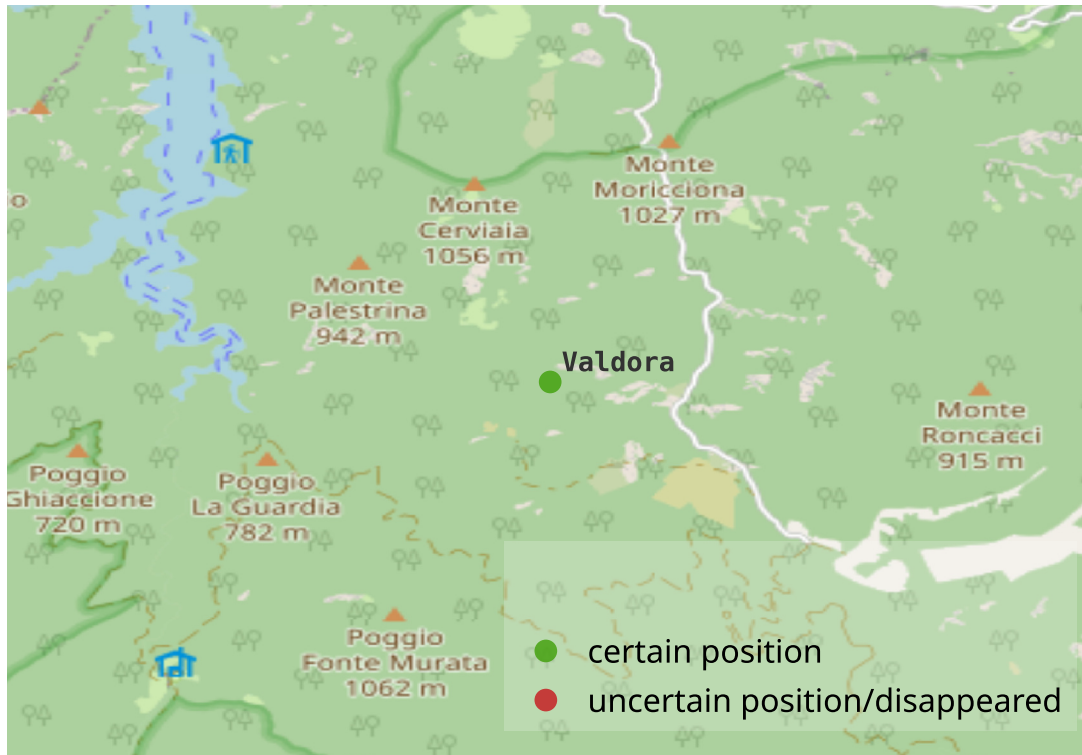 o
Monte
Moricciona
1027 m
Monte
Cerviaia
1056 m
Monte
Palestrina
942 m
Valdora
Monte
Roncacci
915 m
Poggio
Ghiaccione
720 m
Poggio
La Guardia
782 m
Poggio
Fonte Murata
1062 m
certain position
uncertain position/disappeared